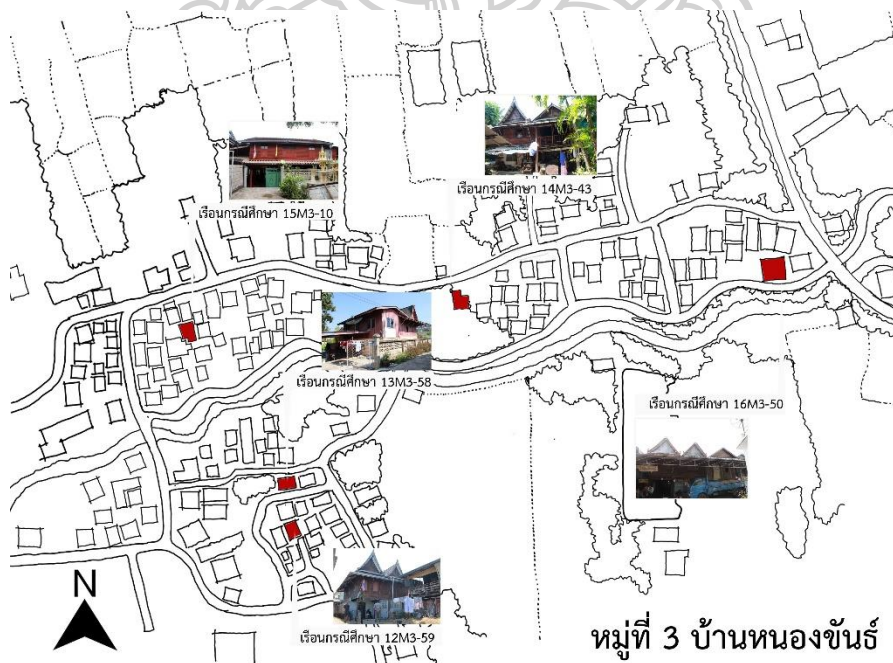 เรือนกรณีศึกษา 15M3-10
เรือนกรณีศึกษา 14M3-43
เรือนกรณีศึกษา 13M3-58
เรือนกรณีศึกษา 16M3-50
เรือนกรณีศึกษา 12M3-59
N
หมู่ที่ 3 บ้านหนองขันธ์